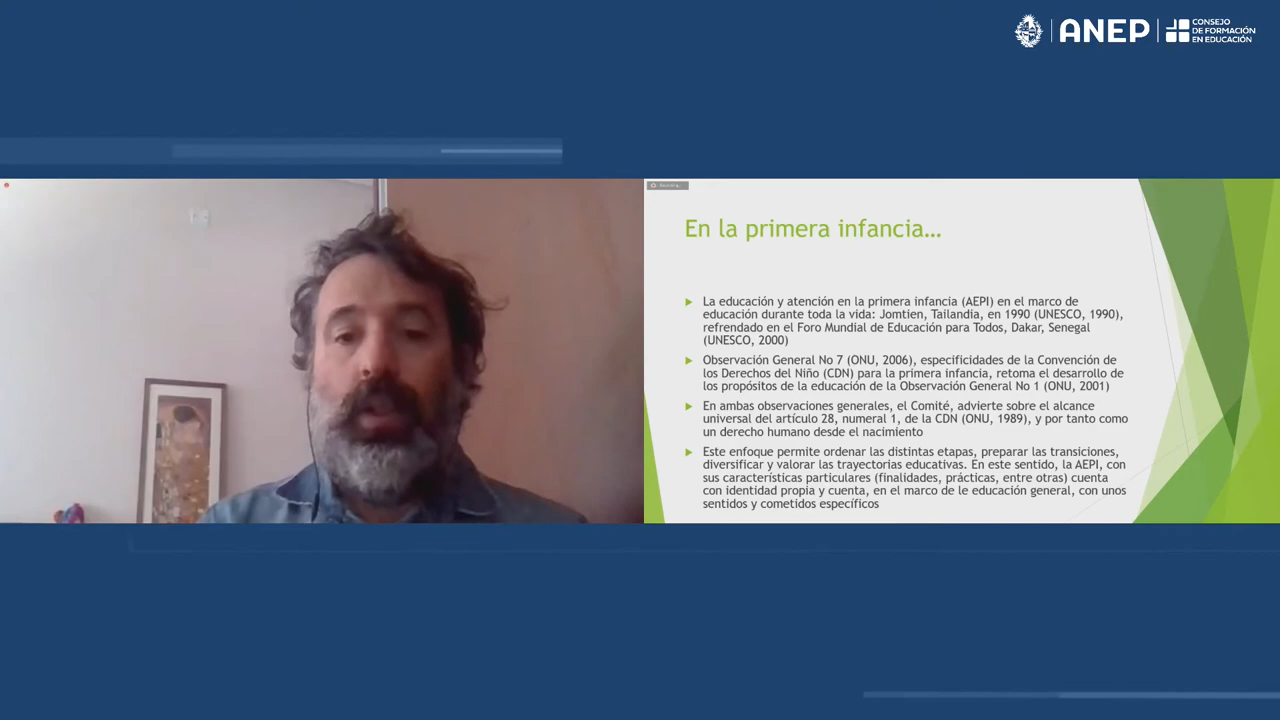 ANEP
CONSEJO
DE FORMACIÓN
EN EDUCACIÓN
En la primera infancia...
La educación y atención en la primera infancia (AEPI) en el marco de
educación durante toda la vida: Jomtien, Tailandia, en 1990 (UNESCO, 1990),
refrendado en el Foro Mundial de Educación para Todos, Dakar, Senegal
(UNESCO, 2000)
Observación General No 7 (ONU, 2006), especificidades de la Convención de
los Derechos del Niño (CDN) para la primera infancia, retoma el desarrollo de
los propósitos de la educación de la Observación General No 1 (ONU, 2001)
En ambas observaciones generales, el Comité, advierte sobre el alcance
universal del artículo 28, numeral 1, de la CDN (ONU, 1989), y por tanto como
un derecho humano desde el nacimiento
Este enfoque permite ordenar las distintas etapas, preparar las transiciones,
diversificar y valorar las trayectorias educativas. En este sentido, la AEPI, con
sus características particulares (finalidades, prácticas, entre otras) cuenta
con identidad propia y cuenta, en el marco de le educación general, con unos
sentidos y cometidos específicos